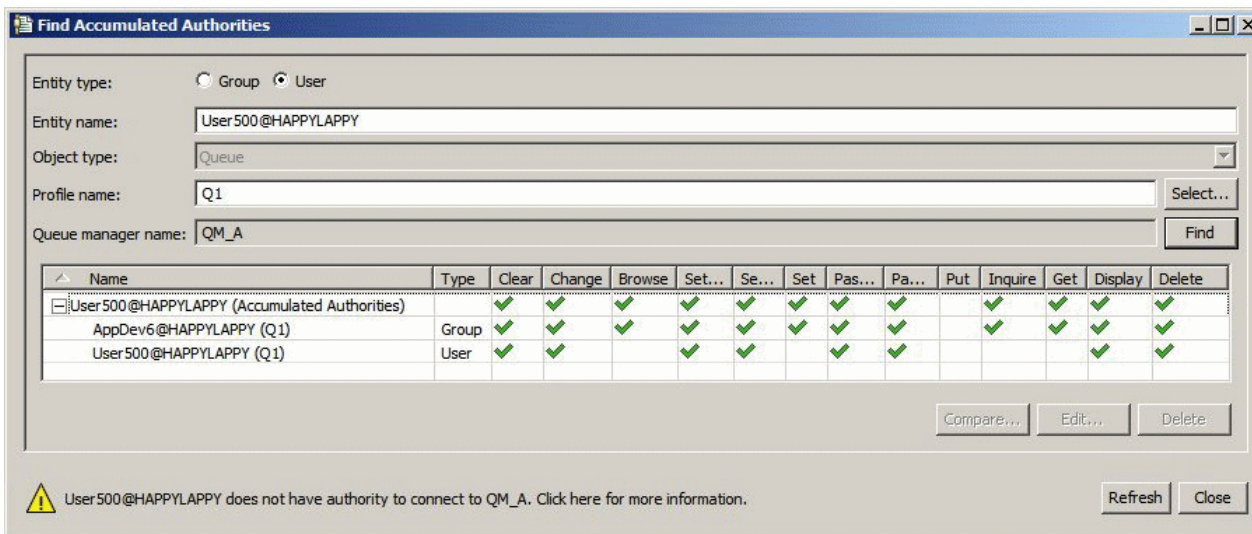 Find Accumulated Authorities
Entity type: Group User
Entity name: User500@HAPPYLAPPY
Object type: Queue
Profile name: Q1 Select...
Queue manager name: QM_A Find
Name Type Clear Change Browse Set... Se... Set Pas... Pa... Put Inquire Get Display Delete
User500@HAPPYLAPPY (Accumulated Authorities)
AppDev6@HAPPYLAPPY (Q1) Group
User500@HAPPYLAPPY (Q1) User
Compare... Edit... Delete
User500@HAPPYLAPPY does not have authority to connect to QM_A. Click here for more information. Refresh Close